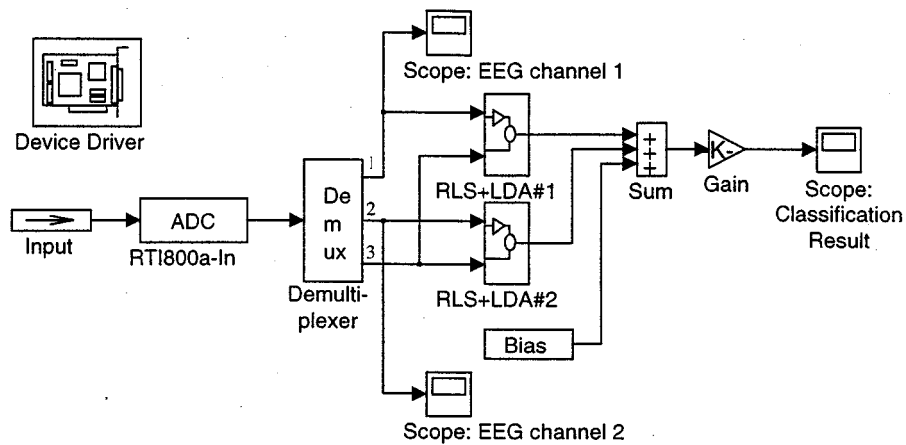 Scope: EEG channel 1
Device Driver
1
RLS+LDA#1
+
+
+
Sum
K-
Gain
Scope:
Classification
Result
Input
ADC
RTI800a-In
De
m
ux
2
3
Demulti-
plexer
RLS+LDA#2
Bias
Scope: EEG channel 2